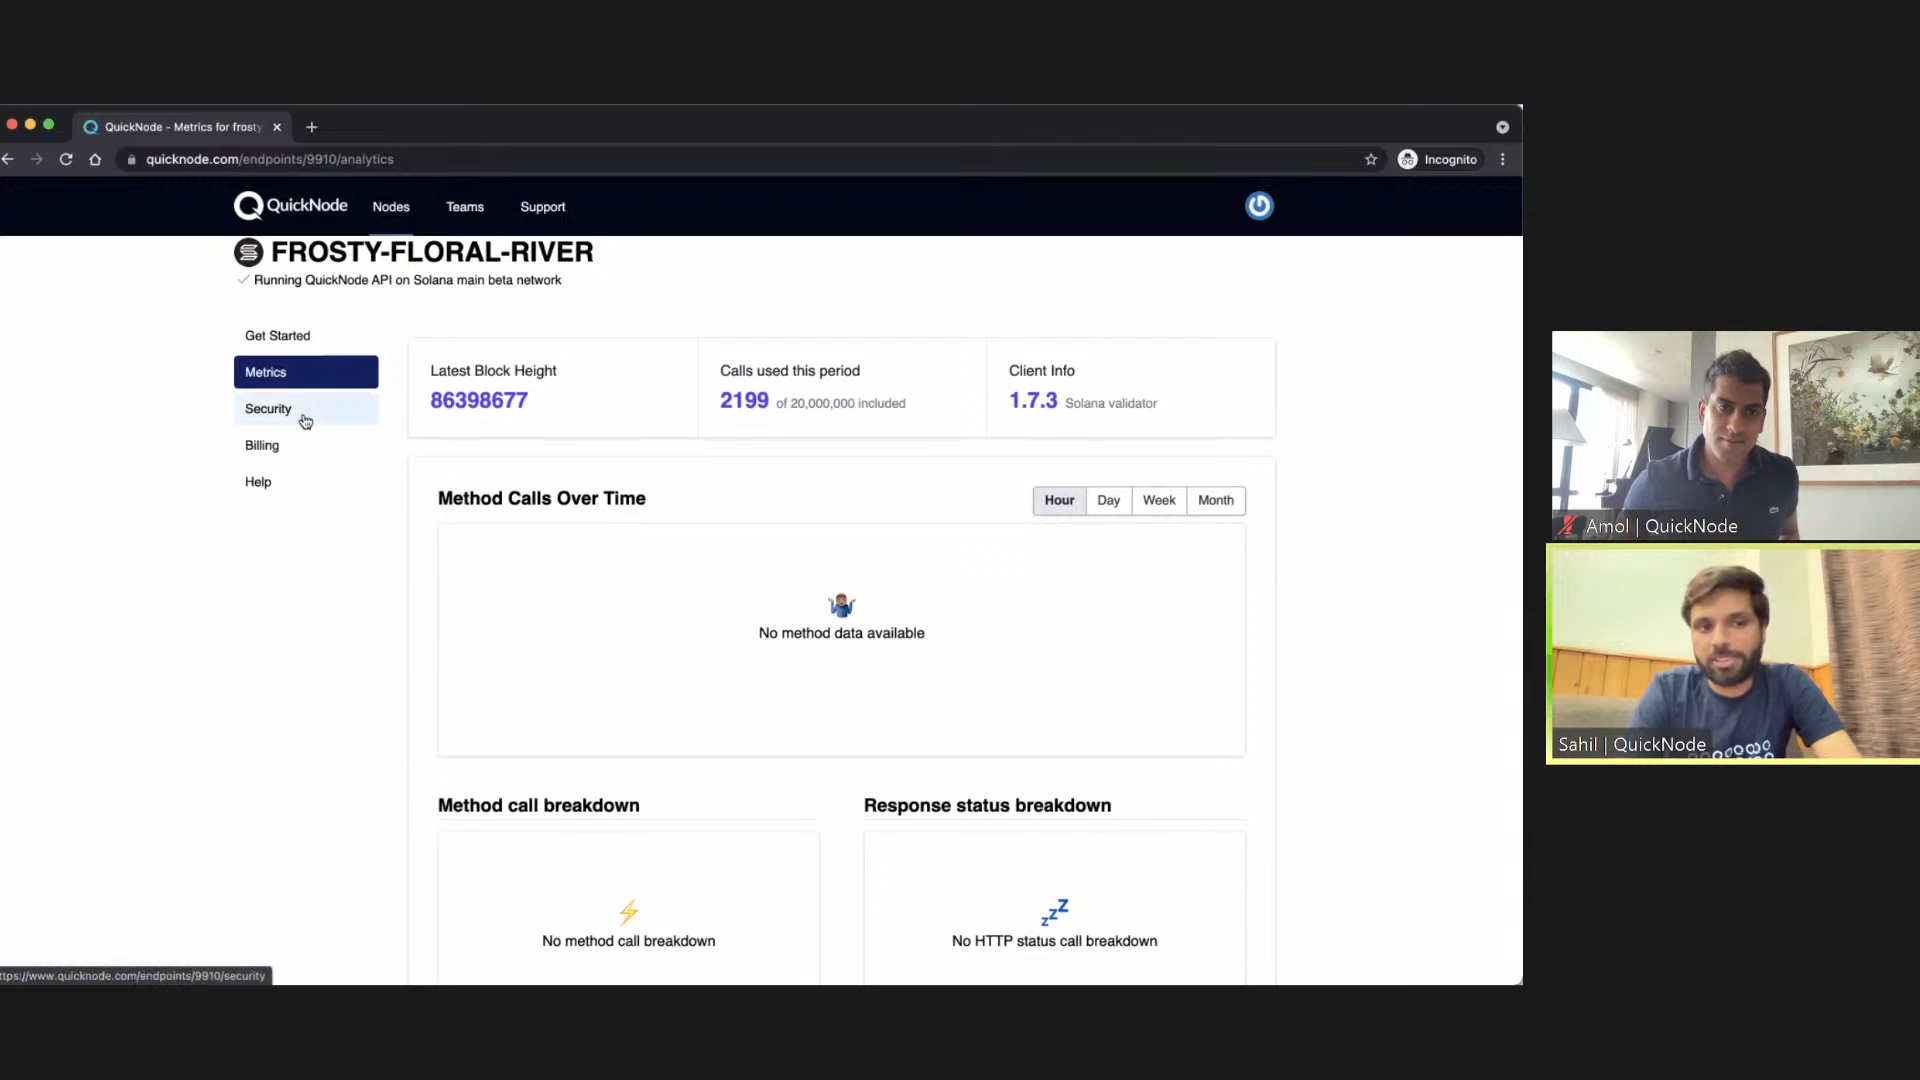 QuickNode - Metrics for frosty
quicknode.com/endpoints/9910/analytics
Incognito
QuickNode
Nodes
Teams
Support
FROSTY-FLORAL-RIVER
Running QuickNode API on Solana main beta network
Get Started
Metrics
Security
Billing
Help
Latest Block Height
86398677
Calls used this period
2199 of 20,000,000 included
Client Info
1.7.3 Solana validator
Method Calls Over Time
Hour
Day
Week
Month
No method data available
Method call breakdown
No method call breakdown
Response status breakdown
zzZ
No HTTP status call breakdown
ttps://www.quicknode.com/endpoints/9910/security
Amol | QuickNode
Sahil | QuickNode